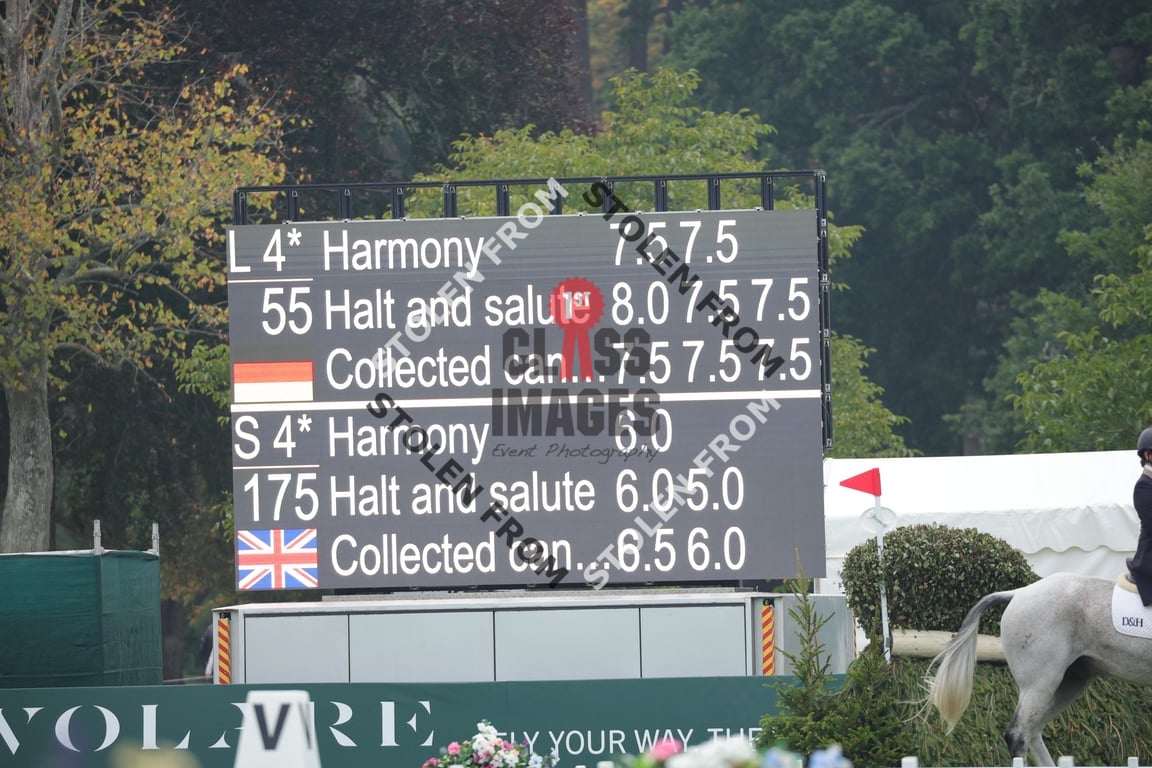 L 4* Harmony 7.5 7.5
55 Halt and salute 8.0 7.5 7.5
Collected can... 7.5 7.5 7.5
S 4* Harmony 6.0
175 Halt and salute 6.0 5.0
Collected can... 6.5 6.0
STOLEN FROM
STOLEN FROM
1ST
CLASS
IMAGES
Event Photography
STOLEN FROM
STOLEN FROM
D&H
VOLARE
FLY YOUR WAY. THE
V